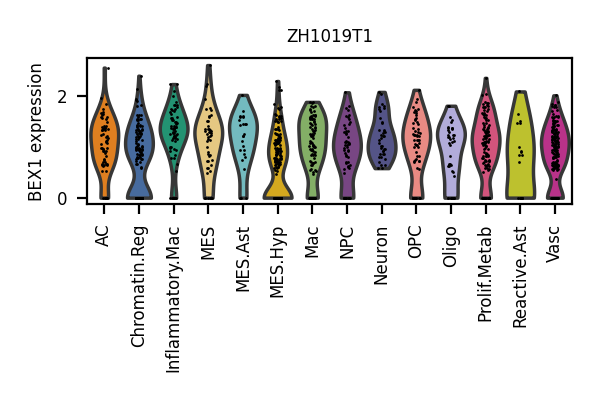 ZH1019T1
BEX1 expression
2
0
AC
Chromatin.Reg
Inflammatory.Mac
MES
MES.Ast
MES.Hyp
Mac
NPC
Neuron
OPC
Oligo
Prolif.Metab
Reactive.Ast
Vasc